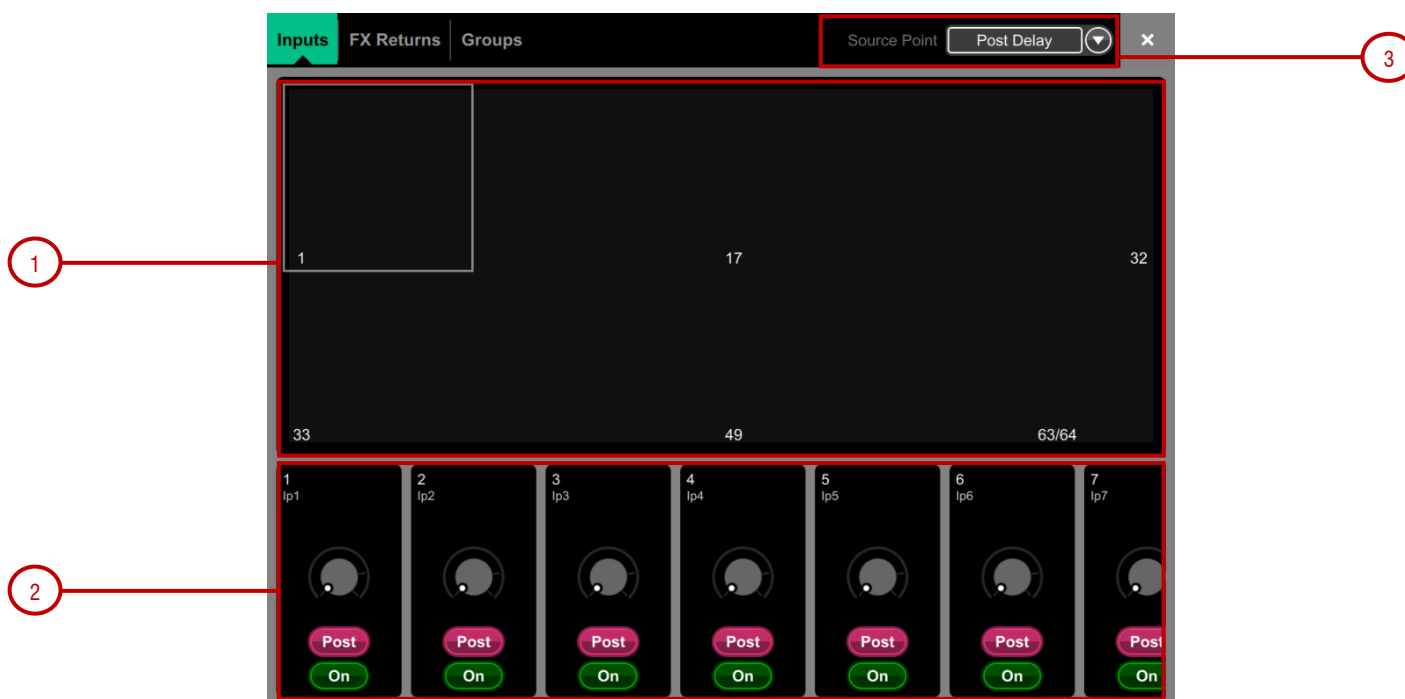 Inputs FX Returns Groups Source Point Post Delay ×
3
1
1 17 32
33 49 63/64
1 2 3 4 5 6 7
Ip1 Ip2 Ip3 Ip4 Ip5 Ip6 Ip7
2
Post Post Post Post Post Post Post
On On On On On On On